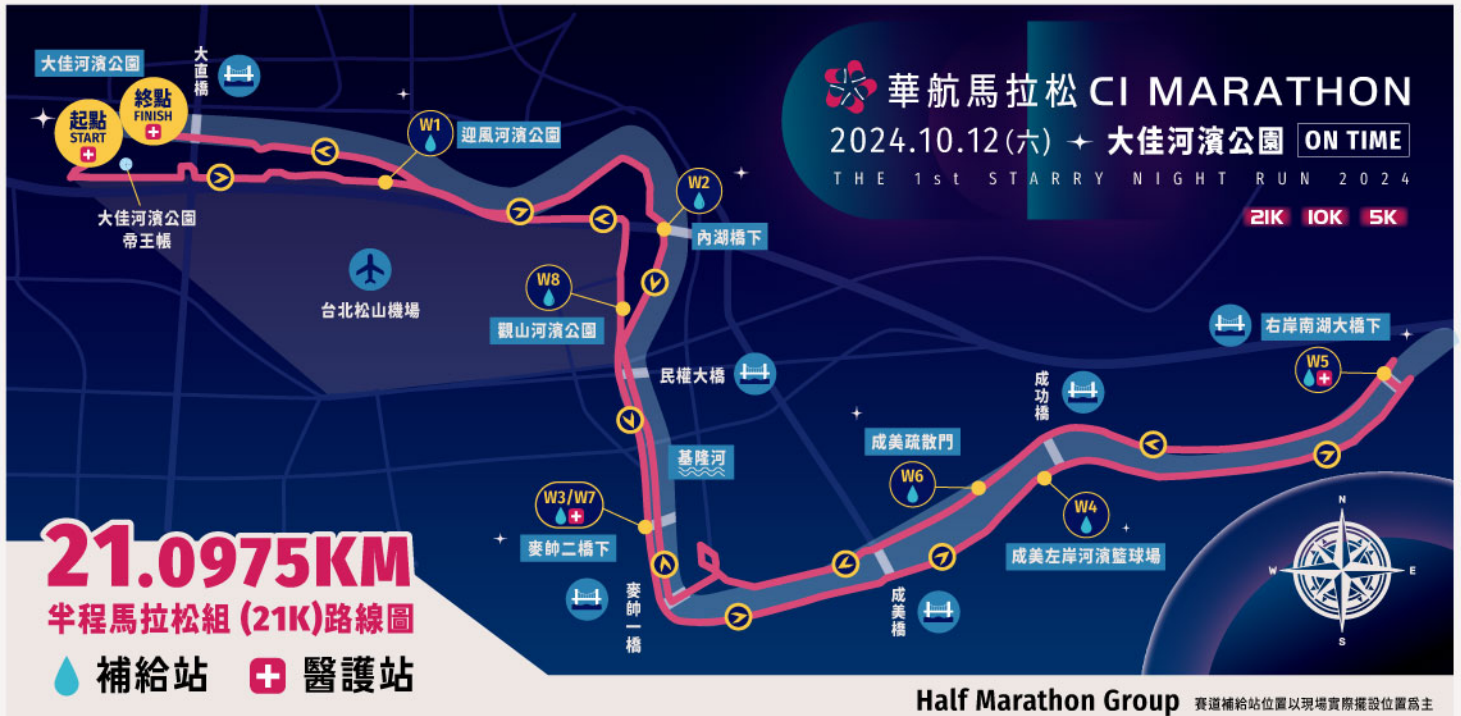 華航馬拉松 CI MARATHON
2024.10.12(六) 大佳河濱公園 ON TIME
THE 1st STARRY NIGHT RUN 2024
21K 10K 5K
大佳河濱公園
起點
START
終點
FINISH
大直橋
W1
迎風河濱公園
大佳河濱公園
帝王帳
台北松山機場
W2
內湖橋下
W8
觀山河濱公園
民權大橋
基隆河
W3/W7
麥帥二橋下
麥帥一橋
成美橋
W6
成美疏散門
成功橋
W4
成美左岸河濱籃球場
W5
右岸南湖大橋下
N
W
E
S
21.0975KM
半程馬拉松組 (21K)路線圖
補給站 醫護站
Half Marathon Group 賽道補給站位置以現場實際擺設位置爲主